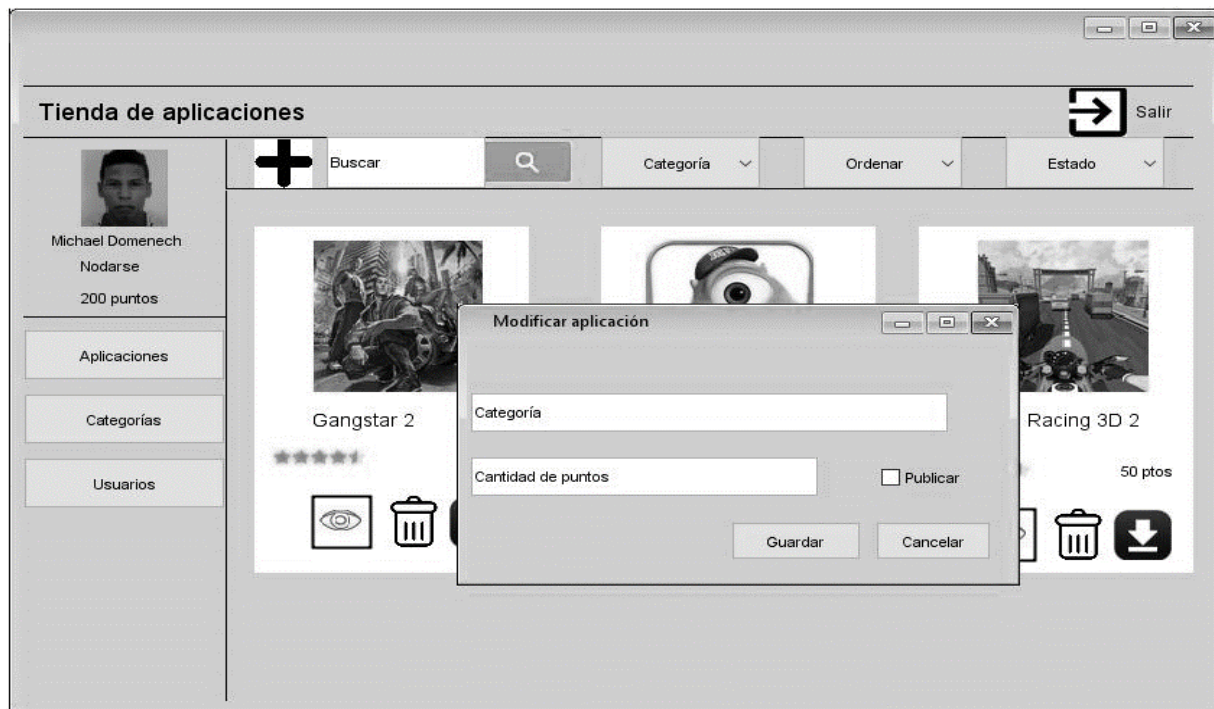 Tienda de aplicaciones
Salir
Buscar
Categoría
Ordenar
Estado
Michael Domenech
Nodarse
200 puntos
Aplicaciones
Categorías
Usuarios
Gangstar 2
Racing 3D 2
50 ptos
Modificar aplicación
Categoría
Cantidad de puntos
Publicar
Guardar
Cancelar